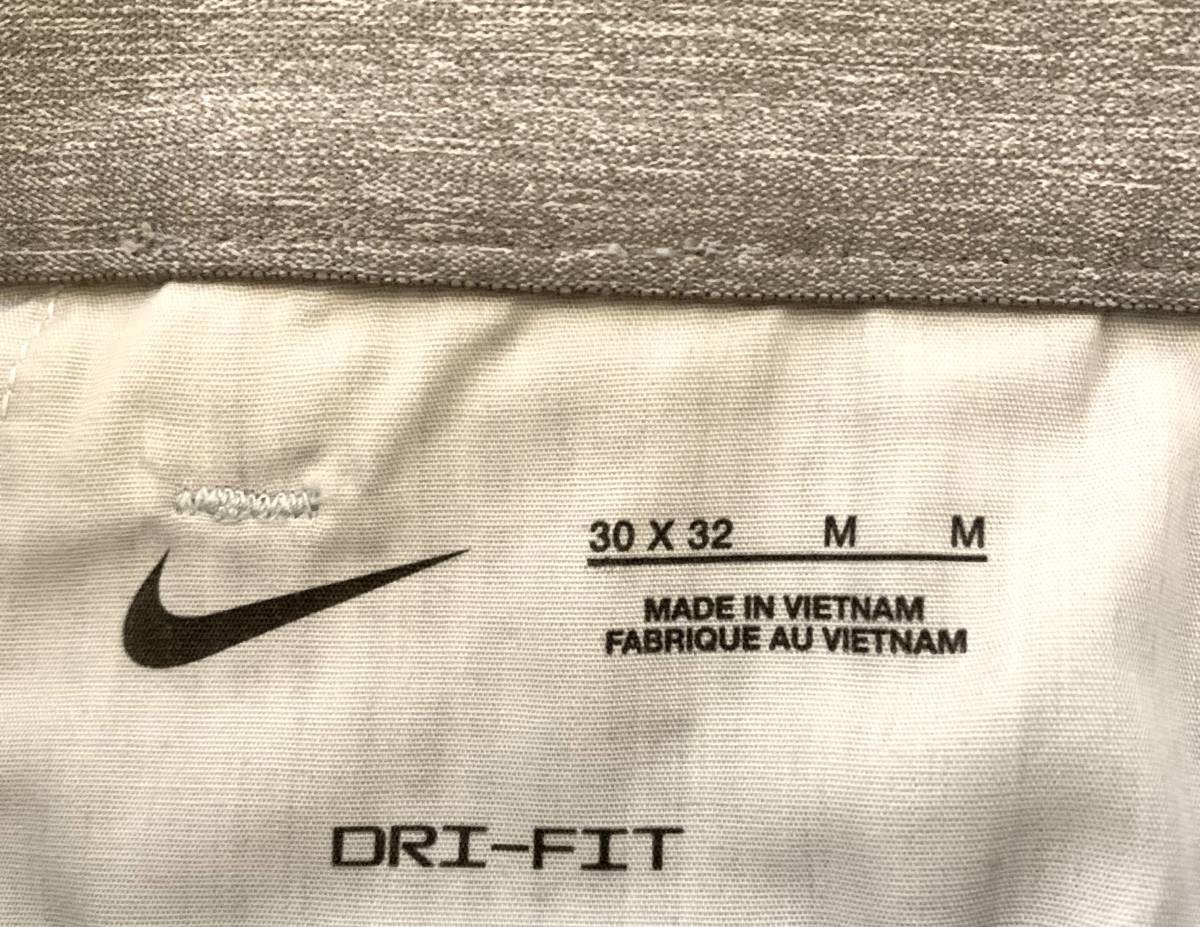 30 X 32 M M
MADE IN VIETNAM
FABRIQUE AU VIETNAM
DRI-FIT